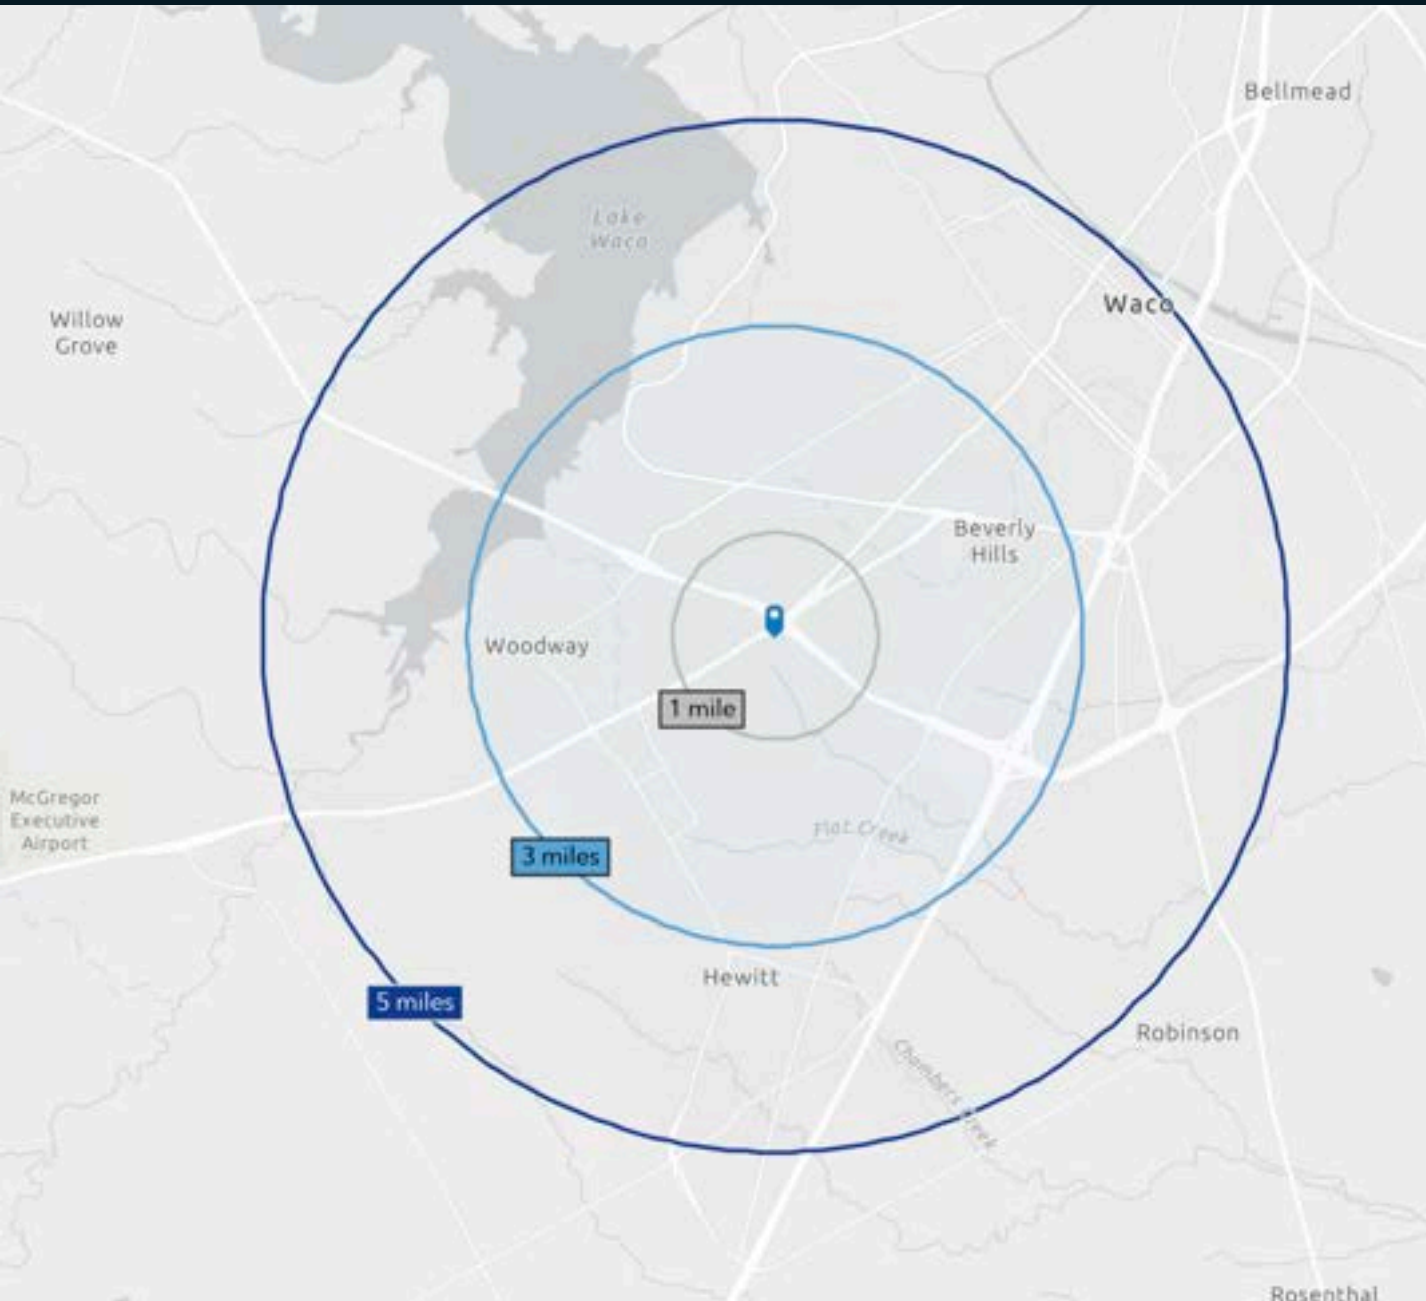 Bellmead
Lake
Waco
Waco
Willow
Grove
Beverly
Hills
Woodway
1 mile
McGregor
Executive
Airport
Flat Creek
3 miles
Hewitt
5 miles
Robinson
Chambers Creek
Rosenthal